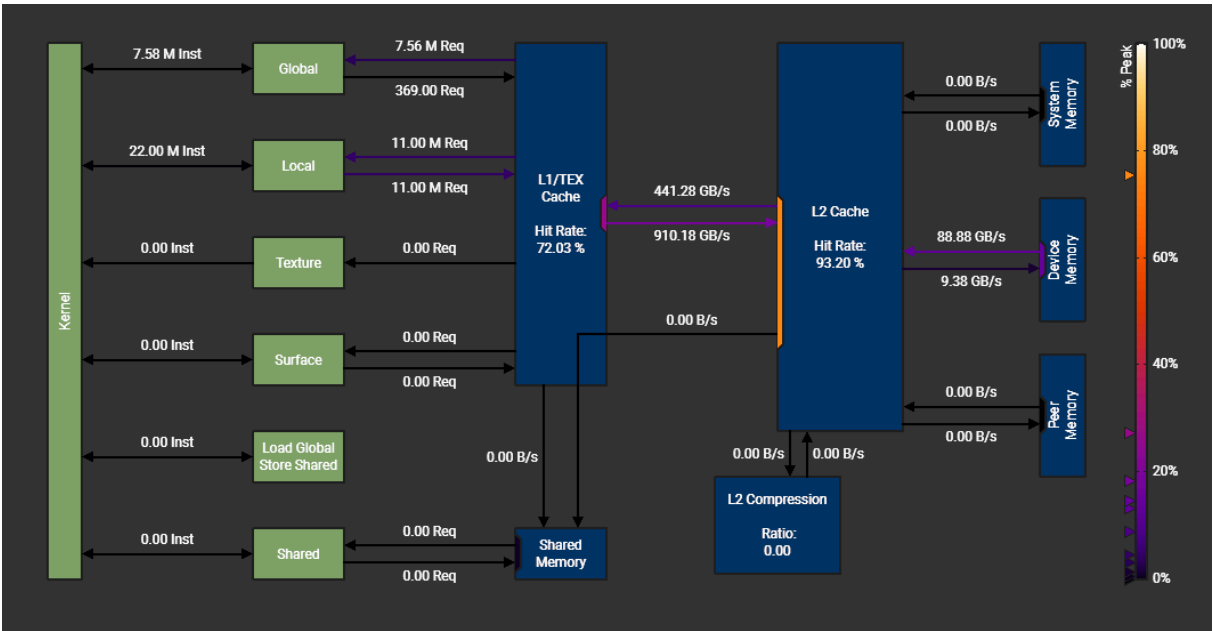 Kernel
7.58 M Inst
Global
7.56 M Req
369.00 Req
22.00 M Inst
Local
11.00 M Req
11.00 M Req
0.00 Inst
Texture
0.00 Req
0.00 Inst
Surface
0.00 Req
0.00 Req
0.00 Inst
Load Global
Store Shared
0.00 Inst
Shared
0.00 Req
0.00 Req
L1/TEX
Cache
Hit Rate:
72.03 %
0.00 B/s
Shared
Memory
441.28 GB/s
910.18 GB/s
0.00 B/s
L2 Cache
Hit Rate:
93.20 %
0.00 B/s
0.00 B/s
L2 Compression
Ratio:
0.00
0.00 B/s
0.00 B/s
System
Memory
88.88 GB/s
9.38 GB/s
Device
Memory
0.00 B/s
0.00 B/s
Peer
Memory
% Peak
100%
80%
60%
40%
20%
0%